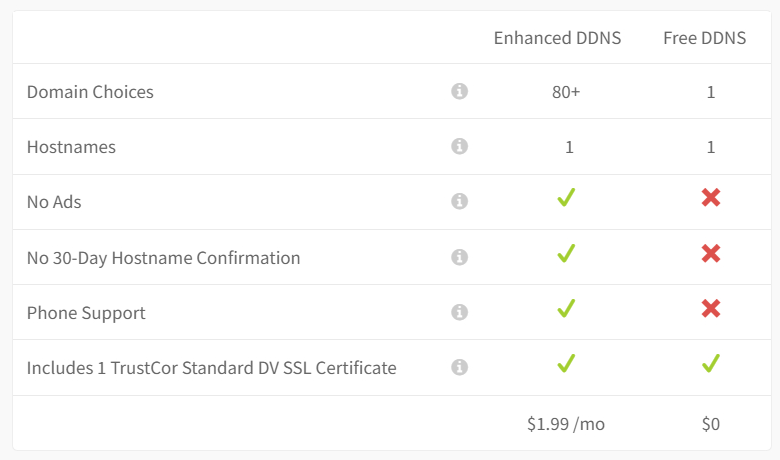 Enhanced DDNS Free DDNS
Domain Choices 80+ 1
Hostnames 1 1
No Ads
No 30-Day Hostname Confirmation
Phone Support
Includes 1 TrustCor Standard DV SSL Certificate
$1.99 /mo $0